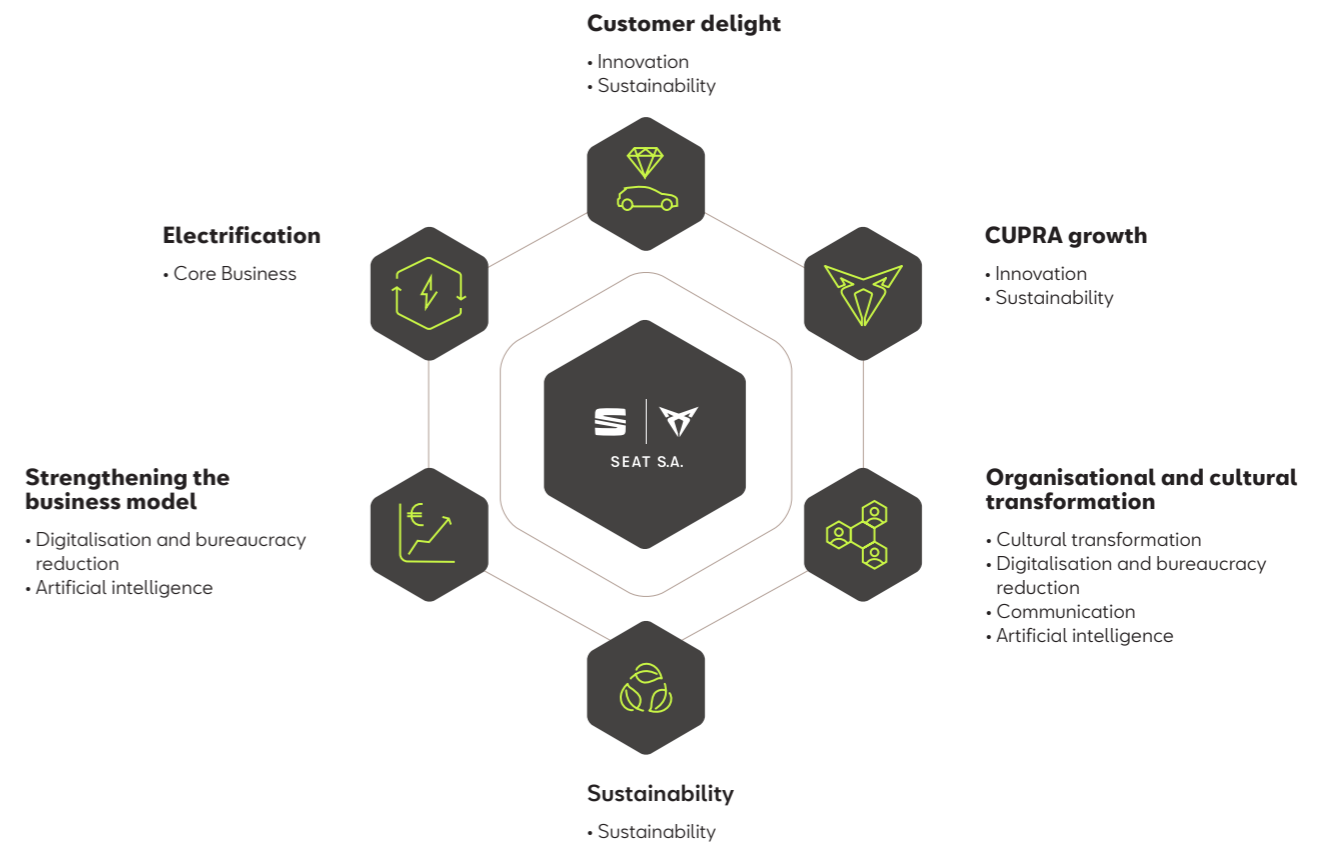 Customer delight
• Innovation
• Sustainability
Electrification
• Core Business
CUPRA growth
• Innovation
• Sustainability
SEAT S.A.
Strengthening the
business model
• Digitalisation and bureaucracy
reduction
• Artificial intelligence
€
Organisational and cultural
transformation
• Cultural transformation
• Digitalisation and bureaucracy
reduction
• Communication
• Artificial intelligence
Sustainability
• Sustainability